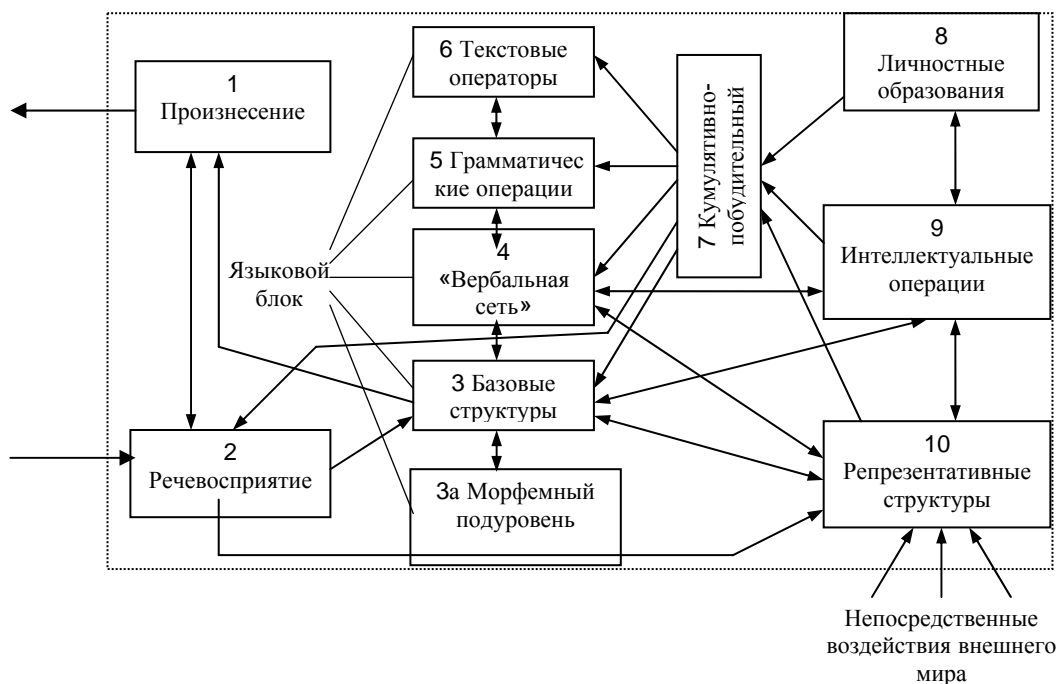 1
Произнесение
2
Речевосприятие
Языковой
блок
6 Текстовые
операторы
5 Грамматичес
кие операции
4
«Вербальная
сеть»
3 Базовые
структуры
3а Морфемный
подуровень
7 Кумулятивно-
побудительный
8
Личностные
образования
9
Интеллектуальные
операции
10
Репрезентативные
структуры
Непосредственные
воздействия внешнего
мира